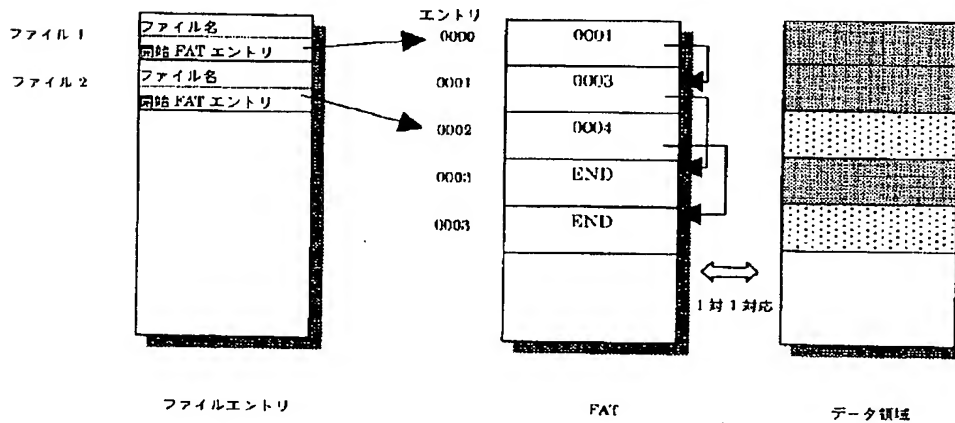 ファイル1
ファイル名
開始 FAT エントリ
ファイル2
ファイル名
開始 FAT エントリ
エントリ
0000
0001
0002
0003
0003
0001
0003
0004
END
END
1対1対応
ファイルエントリ
FAT
データ領域